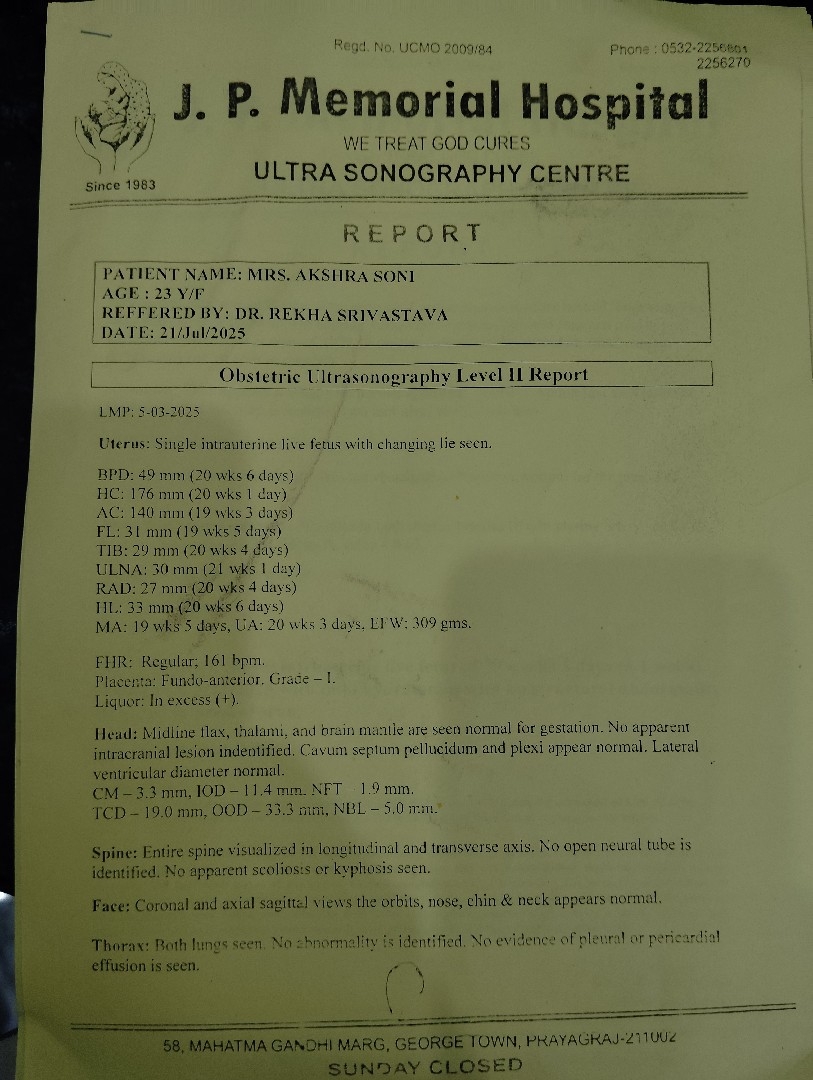 Regd. No. UCMO 2009/84
Phone : 0532-2256801
2256270
J. P. Memorial Hospital
WE TREAT GOD CURES
Since 1983
ULTRA SONOGRAPHY CENTRE
REPORT
PATIENT NAME: MRS. AKSHRA SONI
AGE : 23 Y/F
REFFERED BY: DR. REKHA SRIVASTAVA
DATE: 21/Jul/2025
Obstetric Ultrasonography Level II Report
LMP: 5-03-2025
Uterus: Single intrauterine live fetus with changing lie seen.
BPD: 49 mm (20 wks 6 days)
HC: 176 mm (20 wks 1 day)
AC: 140 mm (19 wks 3 days)
FL: 31 mm (19 wks 5 days)
TIB: 29 mm (20 wks 4 days)
ULNA: 30 mm (21 wks 1 day)
RAD: 27 mm (20 wks 4 days)
HL: 33 mm (20 wks 6 days)
MA: 19 wks 5 days, UA: 20 wks 3 days, EFW: 309 gms.
FHR: Regular; 161 bpm.
Placenta: Fundo-anterior, Grade – I.
Liquor: In excess (+).
Head: Midline flax, thalami, and brain mantle are seen normal for gestation. No apparent
intracranial lesion indentified. Cavum septum pellucidum and plexi appear normal. Lateral
ventricular diameter normal.
CM – 3.3 mm, IOD – 11.4 mm. NFT – 1.9 mm.
TCD – 19.0 mm, OOD – 33.3 mm, NBL – 5.0 mm.
Spine: Entire spine visualized in longitudinal and transverse axis. No open neural tube is
identified. No apparent scoliosis or kyphosis seen.
Face: Coronal and axial sagittal views the orbits, nose, chin & neck appears normal.
Thorax: Both lungs seen. No abnormality is identified. No evidence of pleural or pericardial
effusion is seen.
58, MAHATMA GANDHI MARG, GEORGE TOWN, PRAYAGRAJ-211002
SUNDAY CLOSED